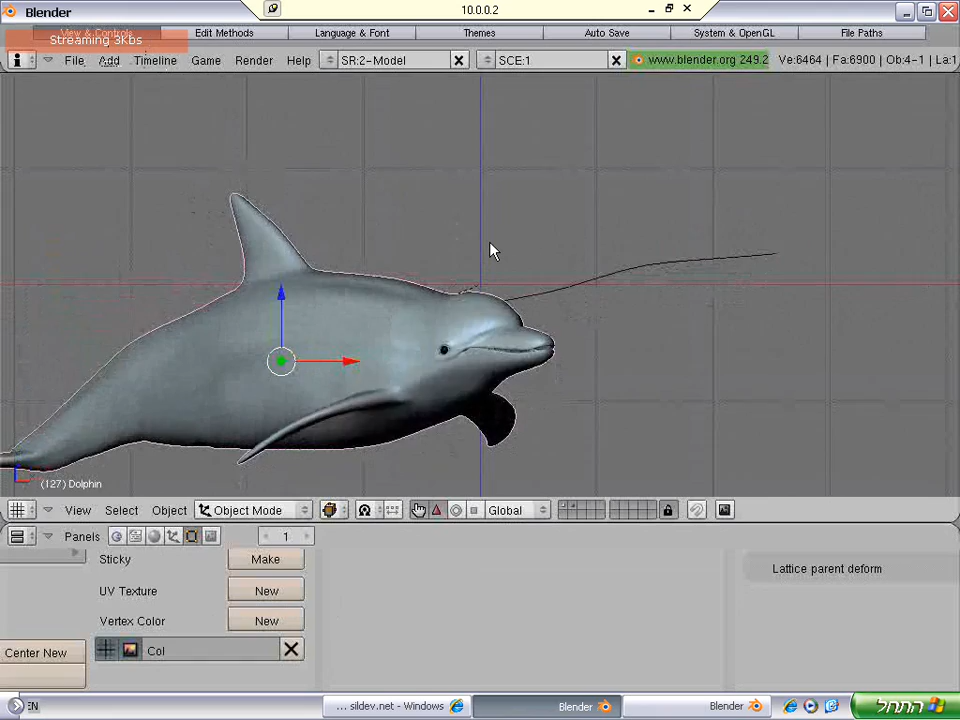 Blender
10.0.0.2
View & Controls
Edit Methods
Language & Font
Themes
Auto Save
System & OpenGL
File Paths
Streaming 3Kbs
File
Add
Timeline
Game
Render
Help
SR:2-Model
SCE:1
www.blender.org 249.2
Ve:6464 | Fa:6900 | Ob:4-1 | La:1
(127) Dolphin
View
Select
Object
Object Mode
Global
Panels
1
Sticky
Make
Lattice parent deform
UV Texture
New
Vertex Color
New
Center New
Col
EN
... sildev.net - Windows
Blender
Blender
התחל